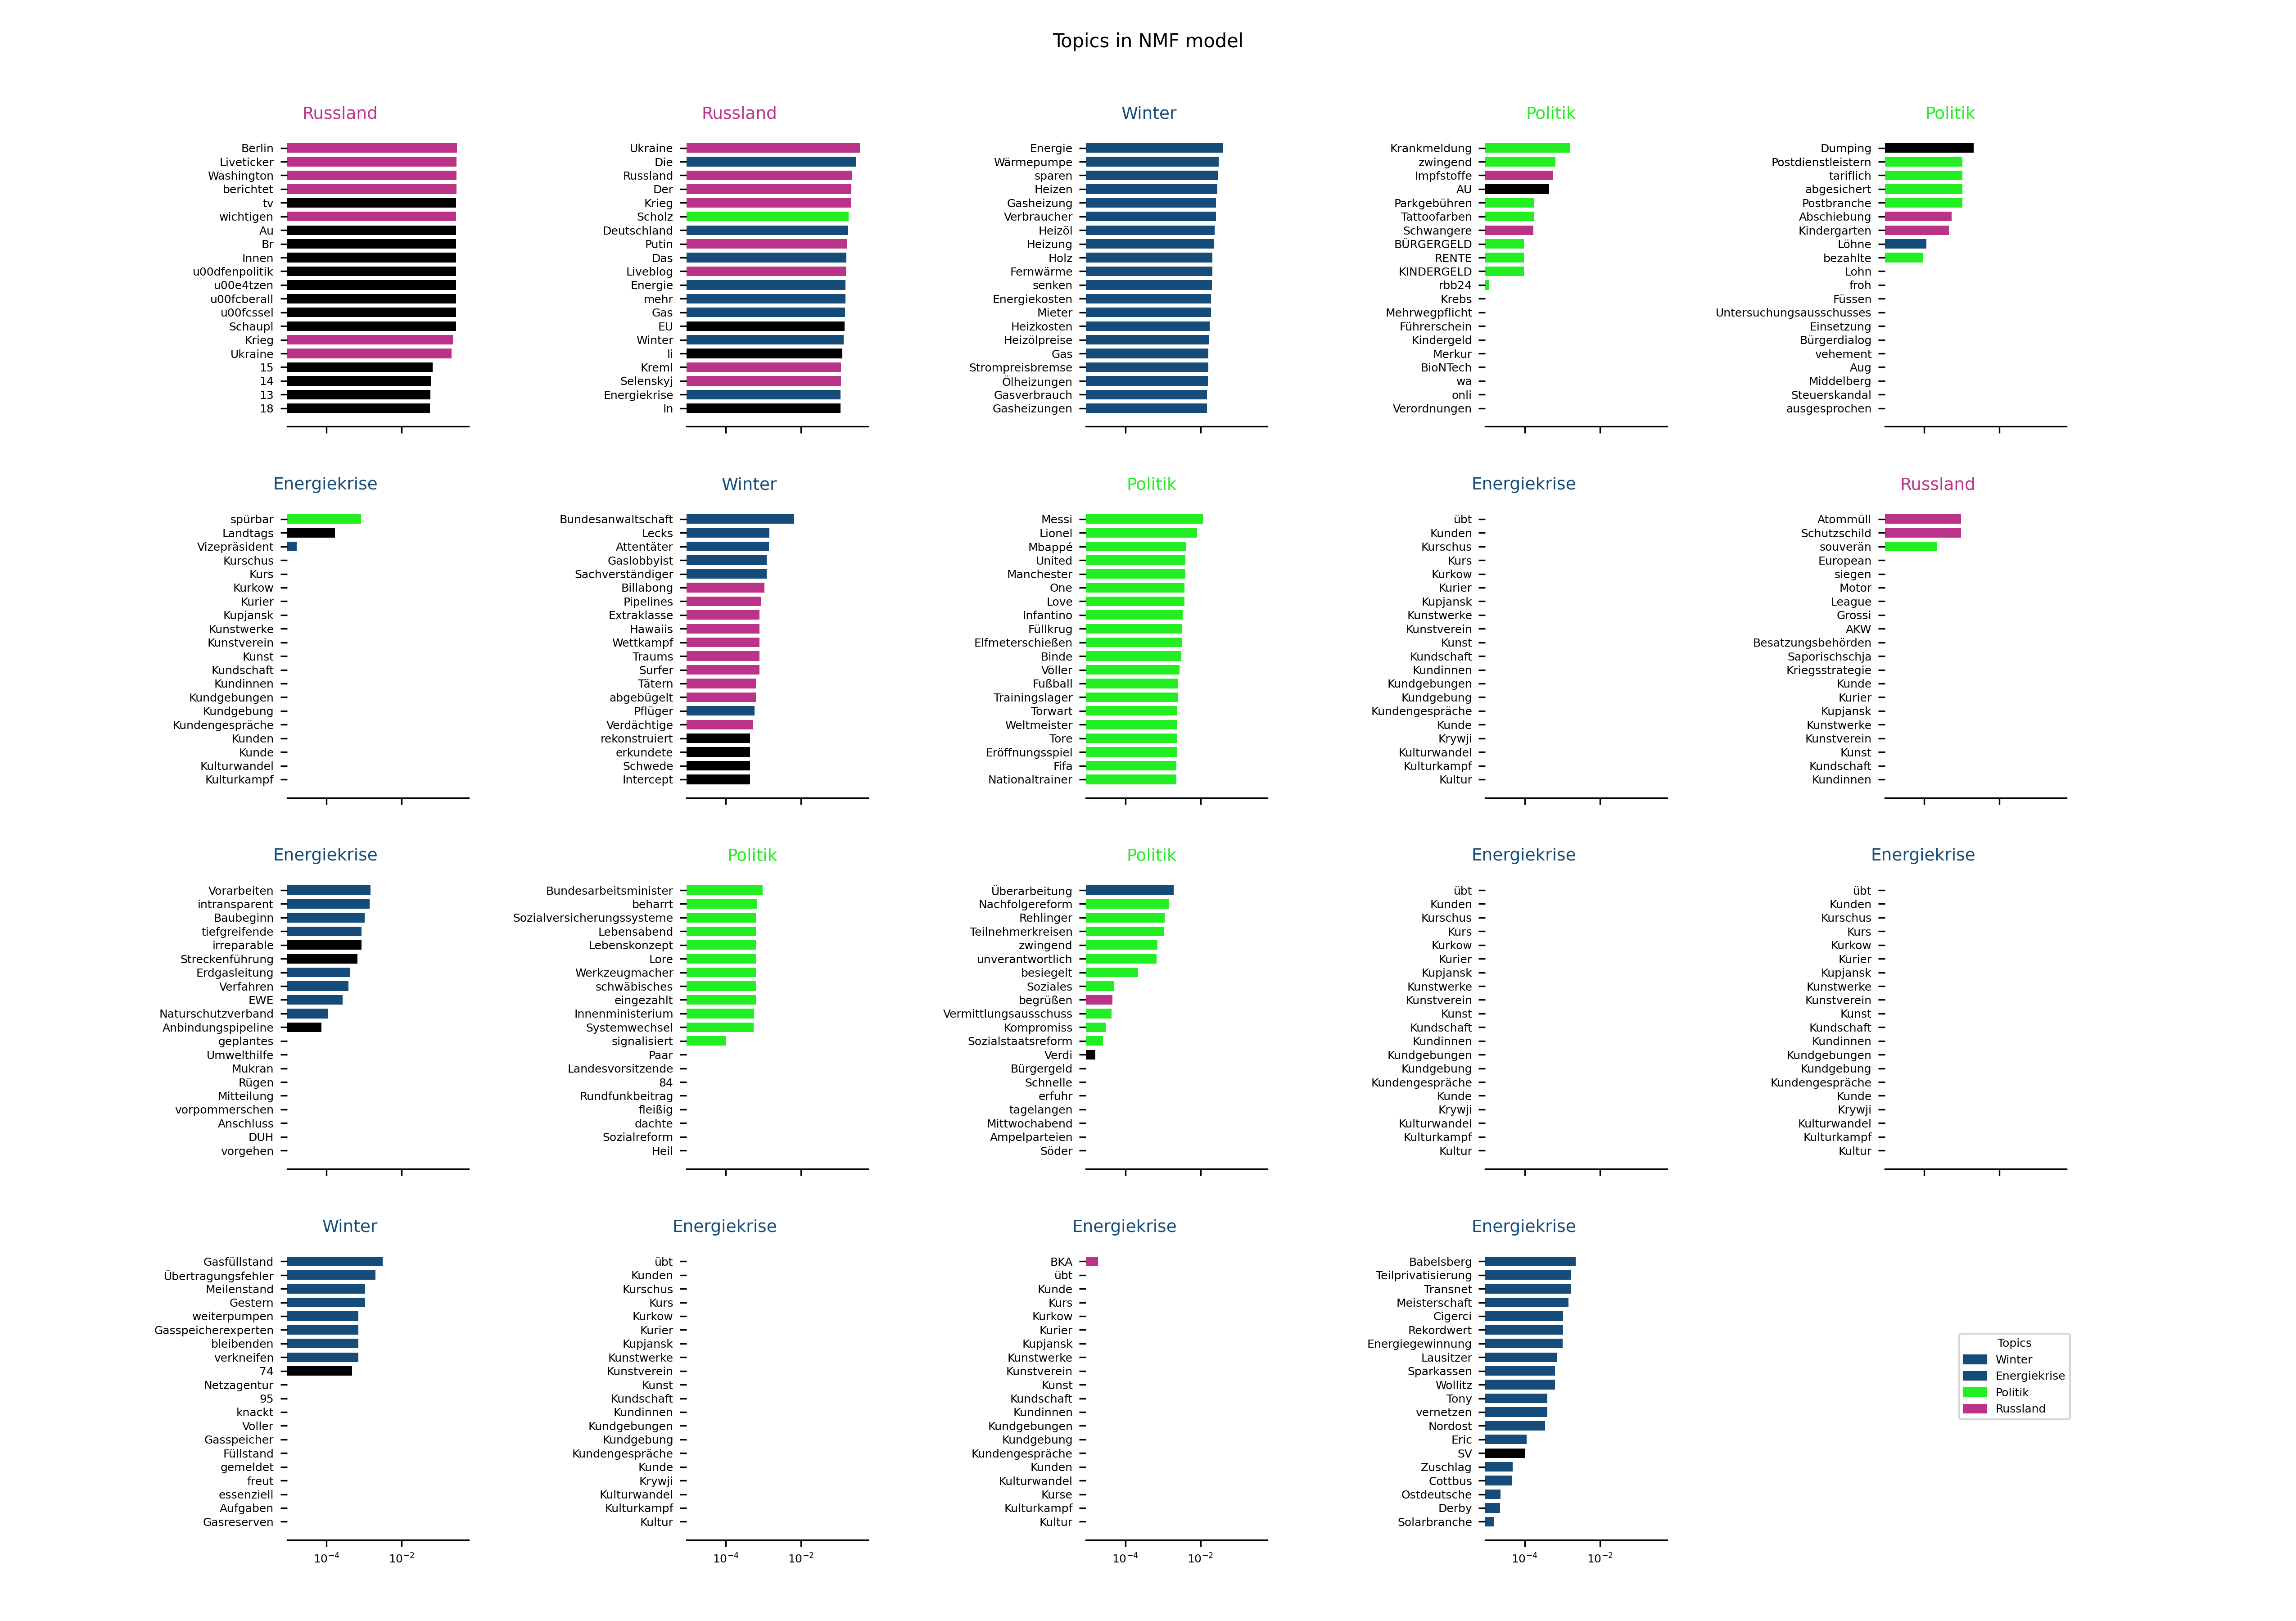 Topics in NMF model
Russland
Berlin
Liveticker
Washington
berichtet
tv
wichtigen
Au
Br
Innen
u00dfenpolitik
u00e4tzen
u00fcberall
u00fcssel
Schaupl
Krieg
Ukraine
15
14
13
18
Russland
Ukraine
Die
Russland
Der
Krieg
Scholz
Deutschland
Putin
Das
Liveblog
Energie
mehr
Gas
EU
Winter
li
Kreml
Selenskyj
Energiekrise
In
Winter
Energie
Wärmepumpe
sparen
Heizen
Gasheizung
Verbraucher
Heizöl
Heizung
Holz
Fernwärme
senken
Energiekosten
Mieter
Heizkosten
Heizölpreise
Gas
Strompreisbremse
Ölheizungen
Gasverbrauch
Gasheizungen
Politik
Krankmeldung
zwingend
Impfstoffe
AU
Parkgebühren
Tattoofarben
Schwangere
BÜRGERGELD
RENTE
KINDERGELD
rbb24
Krebs
Mehrwegpflicht
Führerschein
Kindergeld
Merkur
BioNTech
wa
onli
Verordnungen
Politik
Dumping
Postdienstleistern
tariflich
abgesichert
Postbranche
Abschiebung
Kindergarten
Löhne
bezahlte
Lohn
froh
Füssen
Untersuchungsausschusses
Einsetzung
Bürgerdialog
vehement
Aug
Middelberg
Steuerskandal
ausgesprochen
Energiekrise
spürbar
Landtags
Vizepräsident
Kurschus
Kurs
Kurkow
Kurier
Kupjansk
Kunstwerke
Kunstverein
Kunst
Kundschaft
Kundinnen
Kundgebungen
Kundgebung
Kundengespräche
Kunden
Kunde
Kulturwandel
Kulturkampf
Winter
Bundesanwaltschaft
Lecks
Attentäter
Gaslobbyist
Sachverständiger
Billabong
Pipelines
Extraklasse
Hawaiis
Wettkampf
Traums
Surfer
Tätern
abgebügelt
Pflüger
Verdächtige
rekonstruiert
erkundete
Schwede
Intercept
Politik
Messi
Lionel
Mbappé
United
Manchester
One
Love
Infantino
Füllkrug
Elfmeterschießen
Binde
Völler
Fußball
Trainingslager
Torwart
Weltmeister
Tore
Eröffnungsspiel
Fifa
Nationaltrainer
Energiekrise
übt
Kunden
Kurschus
Kurs
Kurkow
Kurier
Kupjansk
Kunstwerke
Kunstverein
Kunst
Kundschaft
Kundinnen
Kundgebungen
Kundgebung
Kundengespräche
Kunde
Krywji
Kulturwandel
Kulturkampf
Kultur
Russland
Atommüll
Schutzschild
souverän
European
siegen
Motor
League
Grossi
AKW
Besatzungsbehörden
Saporischschja
Kriegsstrategie
Kunde
Kurier
Kupjansk
Kunstwerke
Kunstverein
Kunst
Kundschaft
Kundinnen
Energiekrise
Vorarbeiten
intransparent
Baubeginn
tiefgreifende
irreparable
Streckenführung
Erdgasleitung
Verfahren
EWE
Naturschutzverband
Anbindungspipeline
geplantes
Umwelthilfe
Mukran
Rügen
Mitteilung
vorpommerschen
Anschluss
DUH
vorgehen
Politik
Bundesarbeitsminister
beharrt
Sozialversicherungssysteme
Lebensabend
Lebenskonzept
Lore
Werkzeugmacher
schwäbisches
eingezahlt
Innenministerium
Systemwechsel
signalisiert
Paar
Landesvorsitzende
84
Rundfunkbeitrag
fleißig
dachte
Sozialreform
Heil
Politik
Überarbeitung
Nachfolgereform
Rehlinger
Teilnehmerkreisen
zwingend
unverantwortlich
besiegelt
Soziales
begrüßen
Vermittlungsausschuss
Kompromiss
Sozialstaatsreform
Verdi
Bürgergeld
Schnelle
erfuhr
tagelangen
Mittwochabend
Ampelparteien
Söder
Energiekrise
übt
Kunden
Kurschus
Kurs
Kurkow
Kurier
Kupjansk
Kunstwerke
Kunstverein
Kunst
Kundschaft
Kundinnen
Kundgebungen
Kundgebung
Kundengespräche
Kunde
Krywji
Kulturwandel
Kulturkampf
Kultur
Energiekrise
übt
Kunden
Kurschus
Kurs
Kurkow
Kurier
Kupjansk
Kunstwerke
Kunstverein
Kunst
Kundschaft
Kundinnen
Kundgebungen
Kundgebung
Kundengespräche
Kunde
Krywji
Kulturwandel
Kulturkampf
Kultur
Winter
Gasfüllstand
Übertragungsfehler
Meilenstand
Gestern
weiterpumpen
Gasspeicherexperten
bleibenden
verkneifen
74
Netzagentur
95
knackt
Voller
Gasspeicher
Füllstand
gemeldet
freut
essenziell
Aufgaben
Gasreserven
10⁻⁴ 10⁻²
Energiekrise
übt
Kunden
Kurschus
Kurs
Kurkow
Kurier
Kupjansk
Kunstwerke
Kunstverein
Kunst
Kundschaft
Kundinnen
Kundgebungen
Kundgebung
Kundengespräche
Kunde
Krywji
Kulturwandel
Kulturkampf
Kultur
10⁻⁴ 10⁻²
Energiekrise
BKA
übt
Kunde
Kurs
Kurkow
Kurier
Kupjansk
Kunstwerke
Kunstverein
Kunst
Kundschaft
Kundinnen
Kundgebungen
Kundgebung
Kundengespräche
Kunden
Kulturwandel
Kurse
Kulturkampf
Kultur
10⁻⁴ 10⁻²
Energiekrise
Babelsberg
Teilprivatisierung
Transnet
Meisterschaft
Cigerci
Rekordwert
Energiegewinnung
Lausitzer
Sparkassen
Wollitz
Tony
vernetzen
Nordost
Eric
SV
Zuschlag
Cottbus
Ostdeutsche
Derby
Solarbranche
10⁻⁴ 10⁻²
Topics
Winter
Energiekrise
Politik
Russland